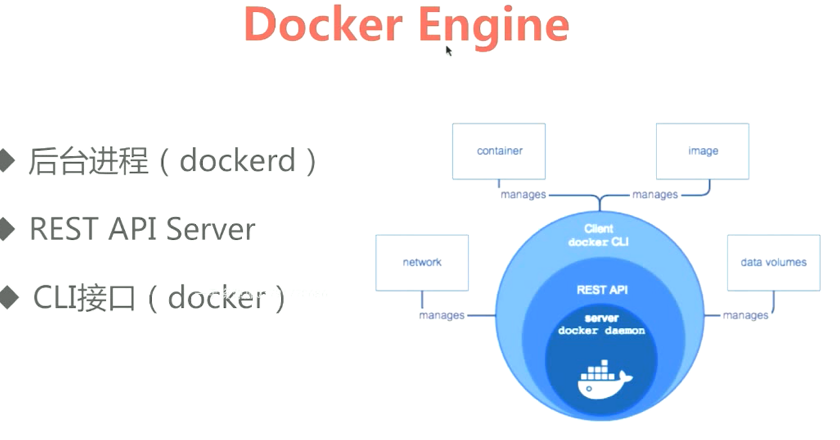 Docker Engine
◆ 后台进程（dockerd）
◆ REST API Server
◆ CLI接口（docker）
container
image
manages
manages
Client
docker CLI
network
data volumes
REST API
manages
manages
server
docker daemon